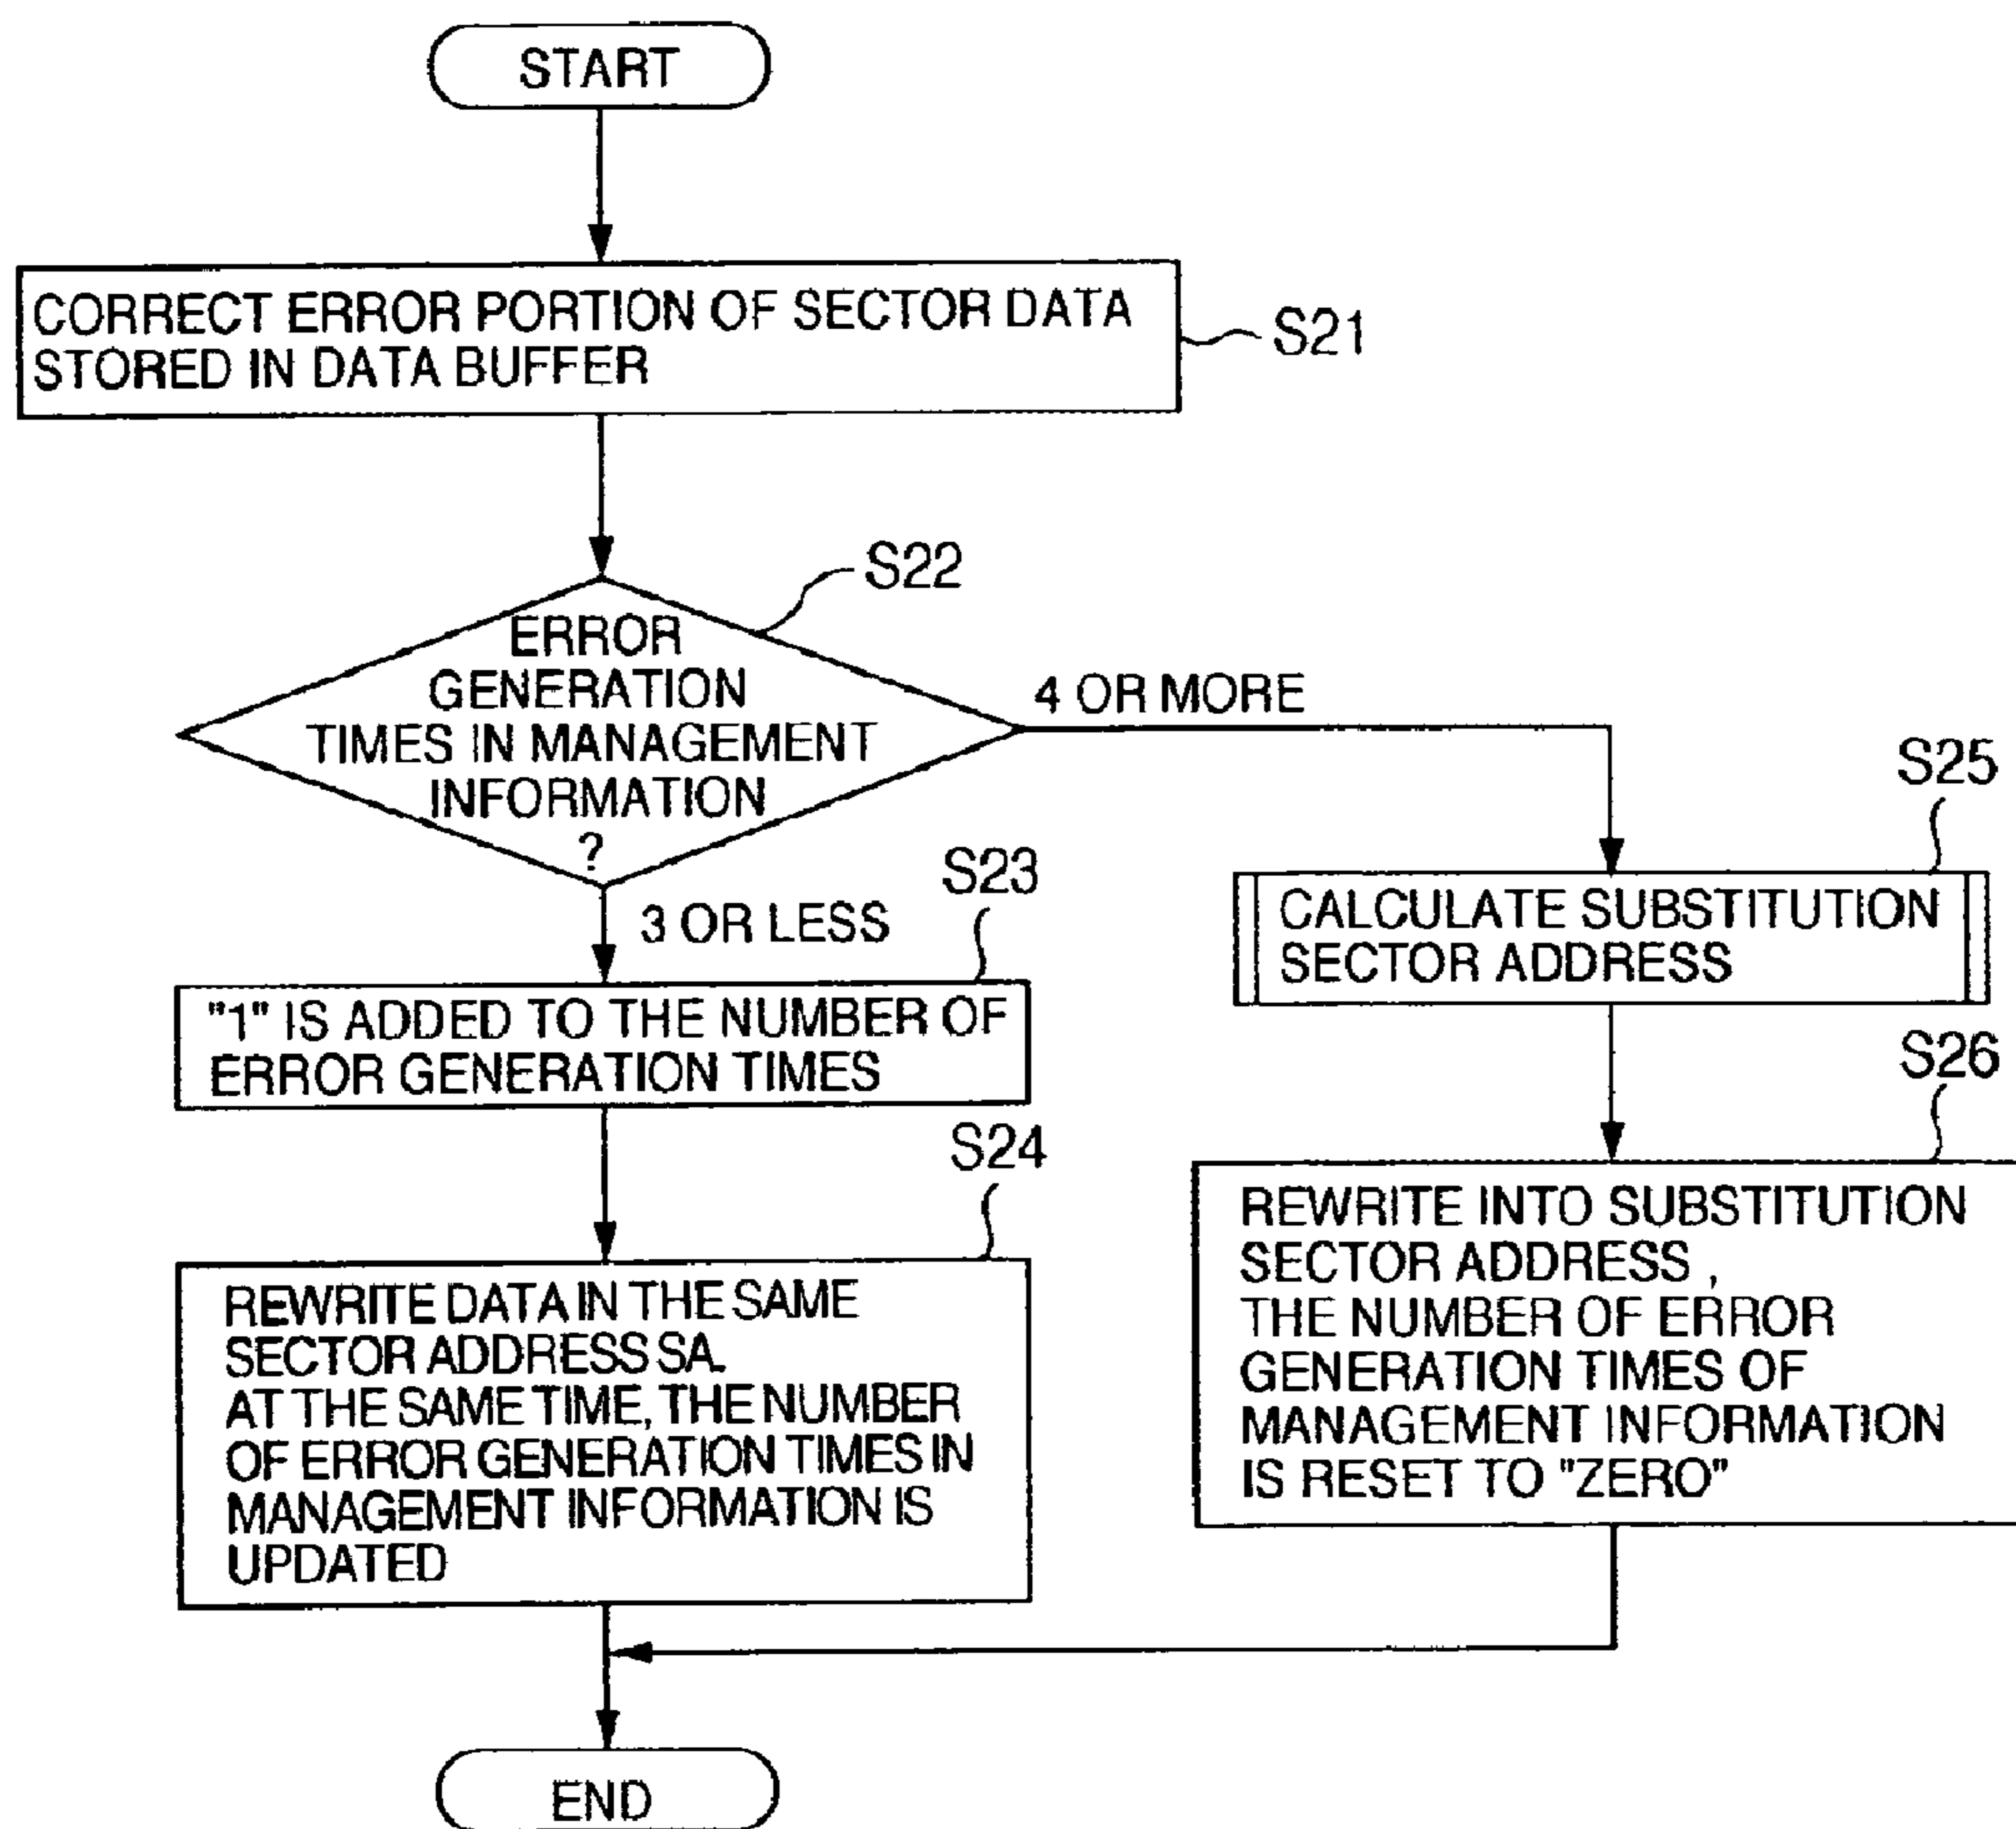 START
CORRECT ERROR PORTION OF SECTOR DATA
STORED IN DATA BUFFER
S21
S22
ERROR
GENERATION
TIMES IN MANAGEMENT
INFORMATION
?
4 OR MORE
3 OR LESS
S23
"1" IS ADDED TO THE NUMBER OF
ERROR GENERATION TIMES
S24
REWRITE DATA IN THE SAME
SECTOR ADDRESS SA.
AT THE SAME TIME, THE NUMBER
OF ERROR GENERATION TIMES IN
MANAGEMENT INFORMATION IS
UPDATED
S25
CALCULATE SUBSTITUTION
SECTOR ADDRESS
S26
REWRITE INTO SUBSTITUTION
SECTOR ADDRESS ,
THE NUMBER OF ERROR
GENERATION TIMES OF
MANAGEMENT INFORMATION
IS RESET TO "ZERO"
END